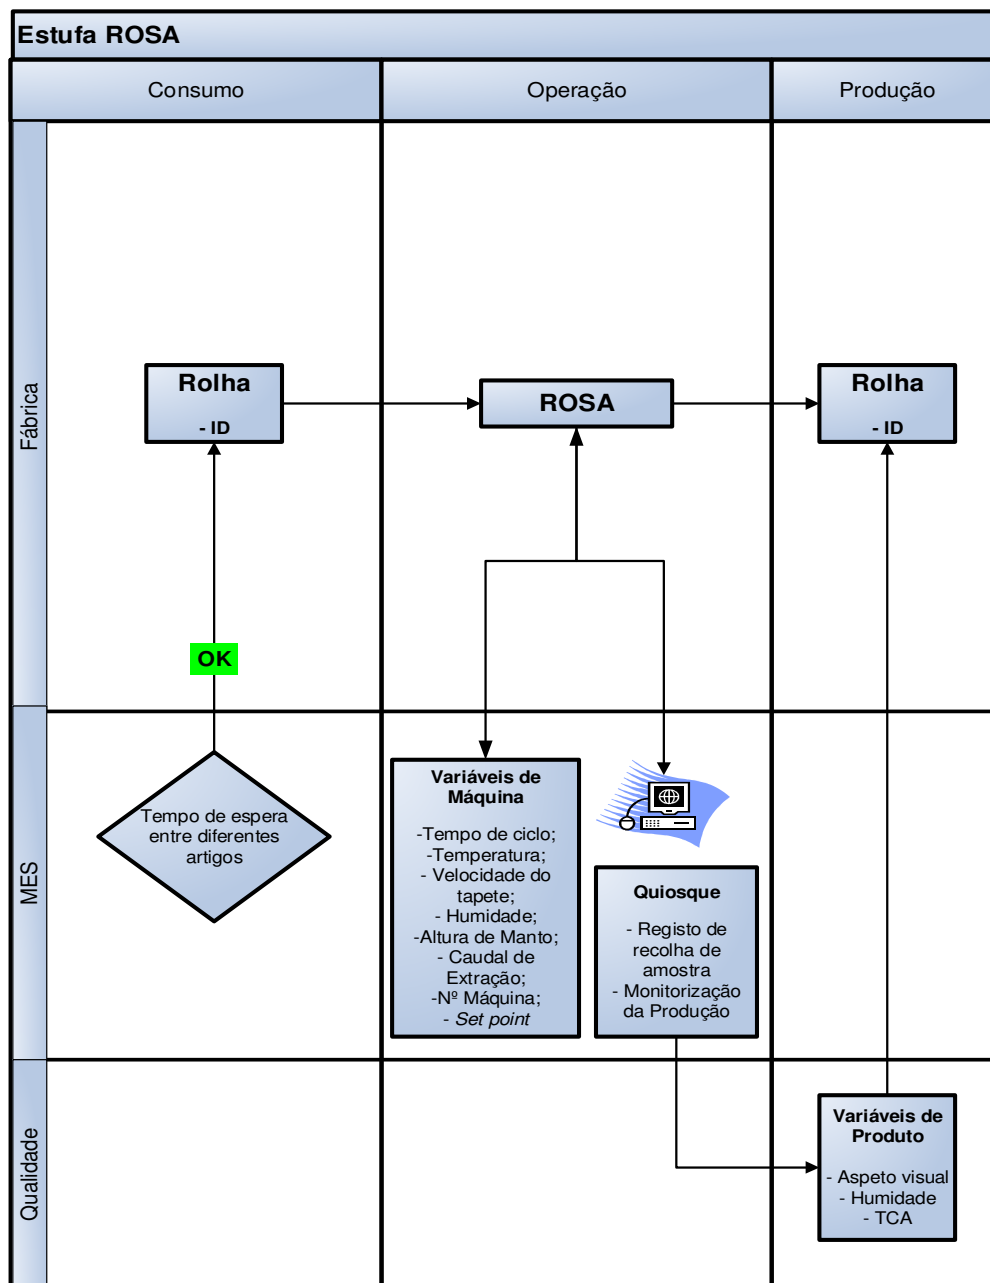 Estufa ROSA
Consumo
Operação
Produção
Fábrica
Rolha
- ID
ROSA
Rolha
- ID
OK
MES
Tempo de espera
entre diferentes
artigos
Variáveis de
Máquina
-Tempo de ciclo;
-Temperatura;
- Velocidade do
tapete;
- Humidade;
-Altura de Manto;
- Caudal de
Extração;
-Nº Máquina;
- Set point
Quiosque
- Registo de
recolha de
amostra
- Monitorização
da Produção
Qualidade
Variáveis de
Produto
- Aspeto visual
- Humidade
- TCA